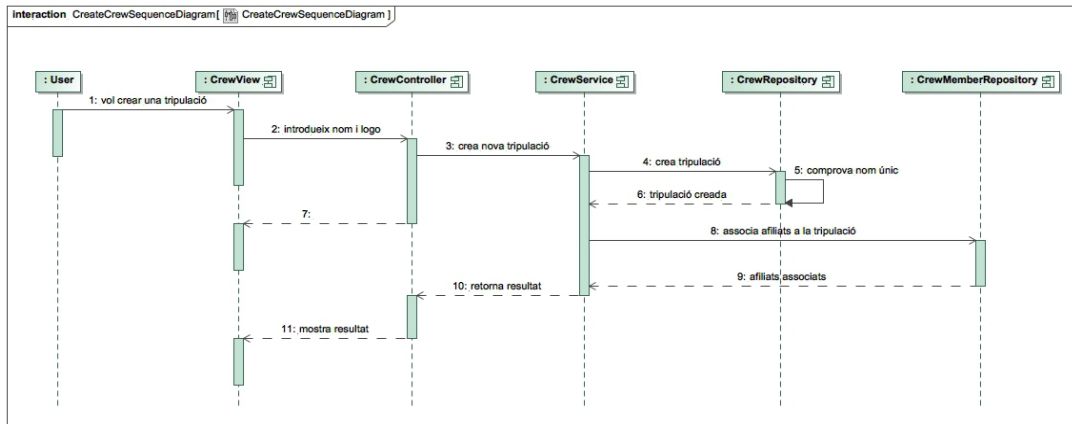 interaction CreateCrewSequenceDiagram[ CreateCrewSequenceDiagram ]
: User
: CrewView
: CrewController
: CrewService
: CrewRepository
: CrewMemberRepository
1: vol crear una tripulació
2: introdueix nom i logo
3: crea nova tripulació
4: crea tripulació
5: comprova nom únic
6: tripulació creada
7:
8: associa afiliats a la tripulació
9: afiliats associats
10: retorna resultat
11: mostra resultat